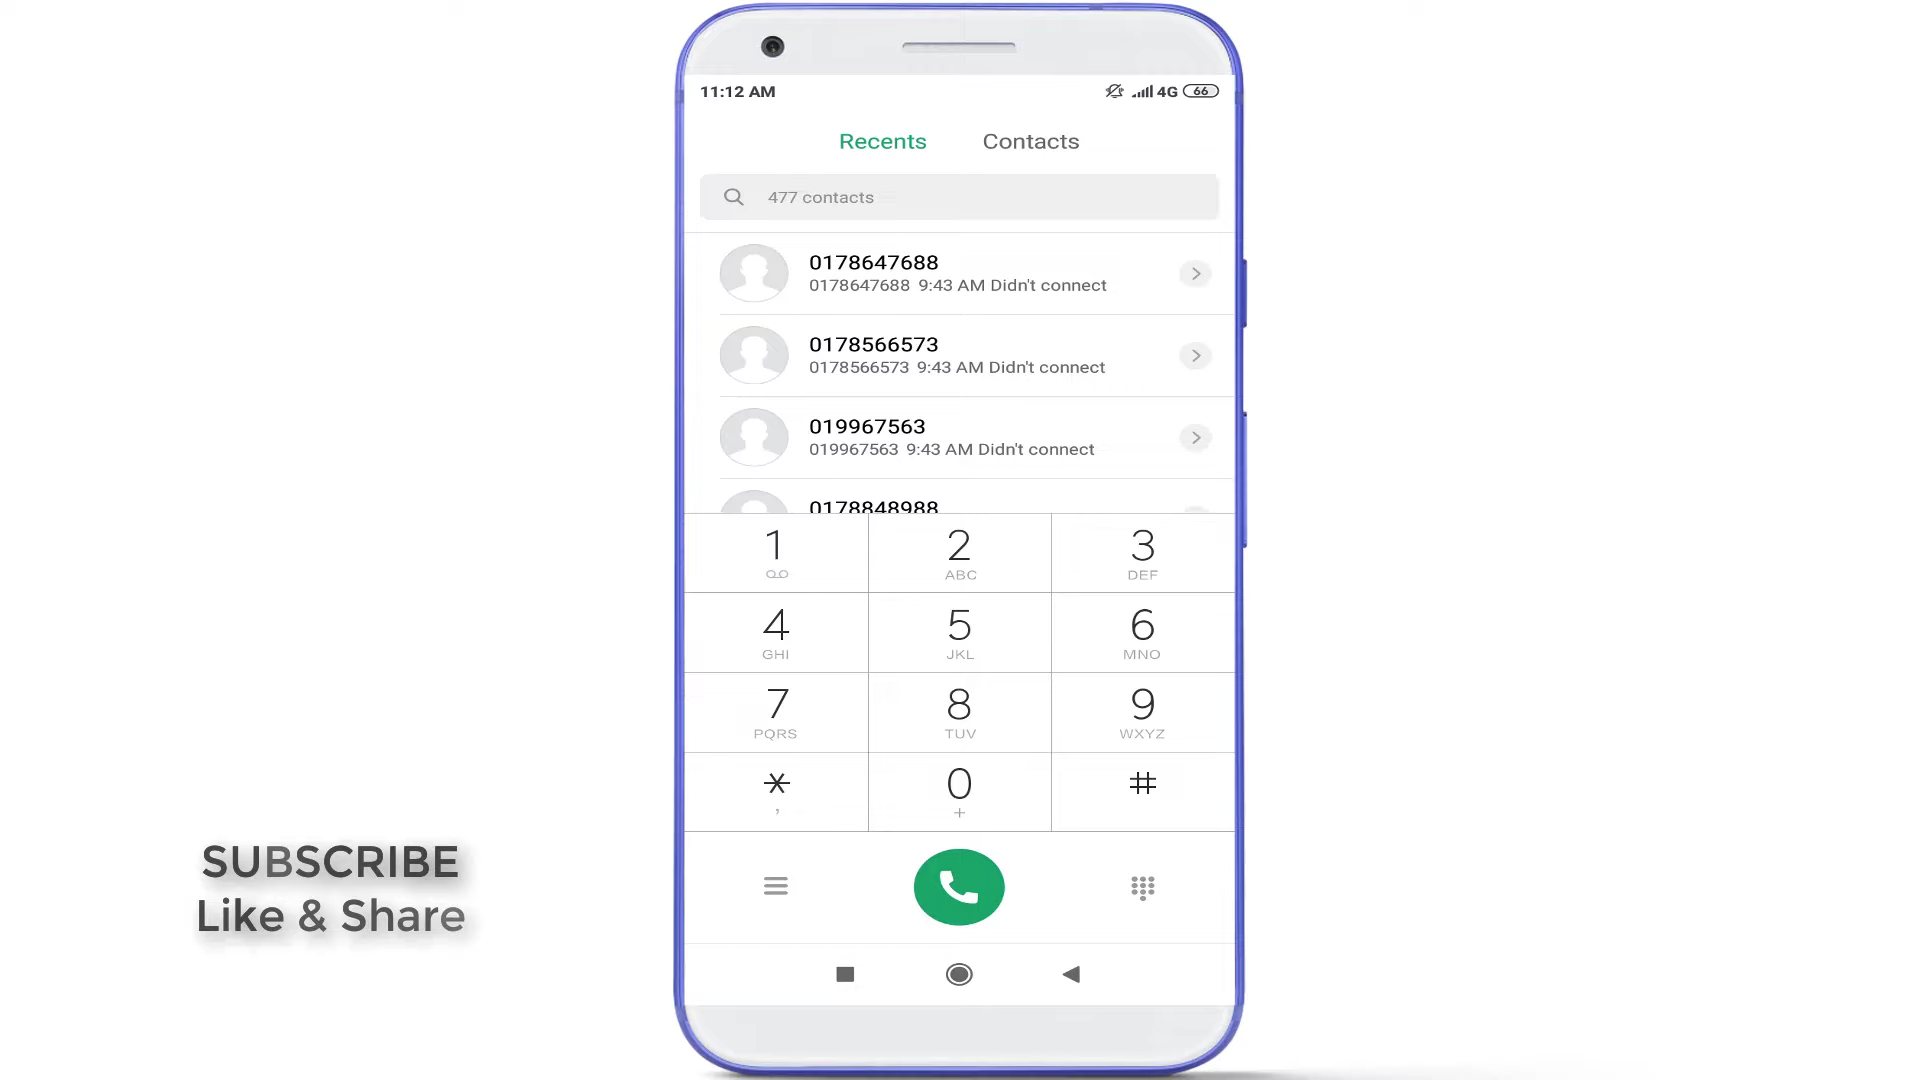 11:12 AM 4G 66
Recents Contacts
477 contacts
0178647688
0178647688 9:43 AM Didn't connect
0178566573
0178566573 9:43 AM Didn't connect
019967563
019967563 9:43 AM Didn't connect
0178848988
1 2 3
ABC DEF
4 5 6
GHI JKL MNO
7 8 9
PQRS TUV WXYZ
* 0 #
, +
SUBSCRIBE
Like & Share